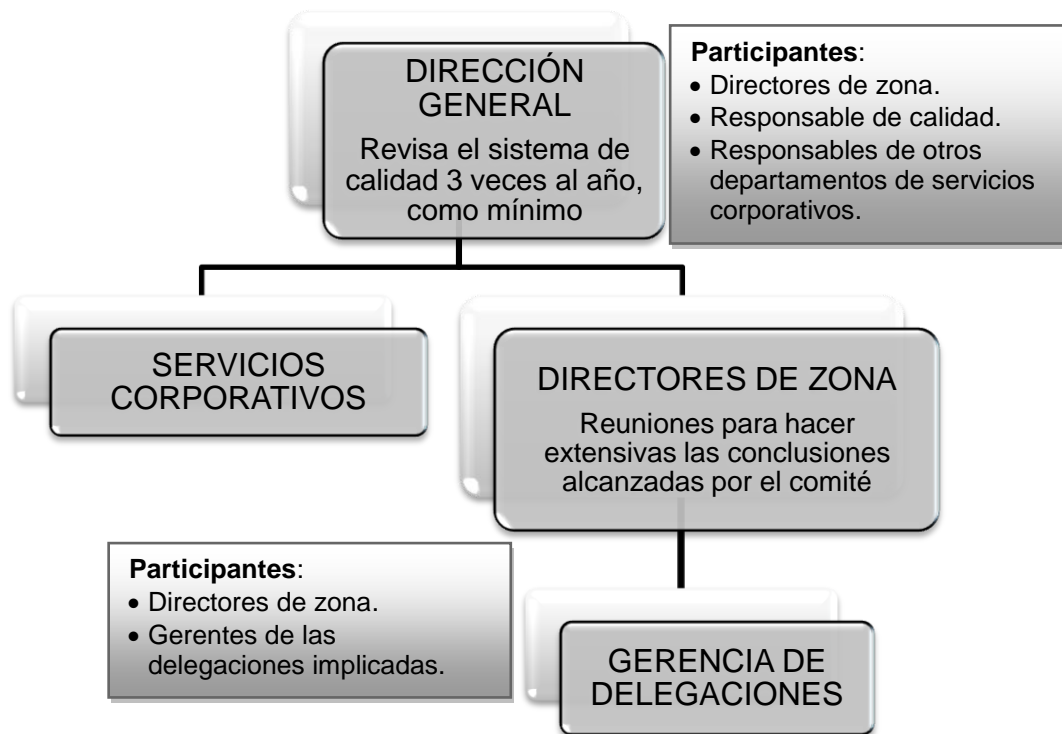 DIRECCIÓN
GENERAL
Revisa el sistema de
calidad 3 veces al año,
como mínimo
Participantes:
• Directores de zona.
• Responsable de calidad.
• Responsables de otros
departamentos de servicios
corporativos.
SERVICIOS
CORPORATIVOS
DIRECTORES DE ZONA
Reuniones para hacer
extensivas las conclusiones
alcanzadas por el comité
Participantes:
• Directores de zona.
• Gerentes de las
delegaciones implicadas.
GERENCIA DE
DELEGACIONES